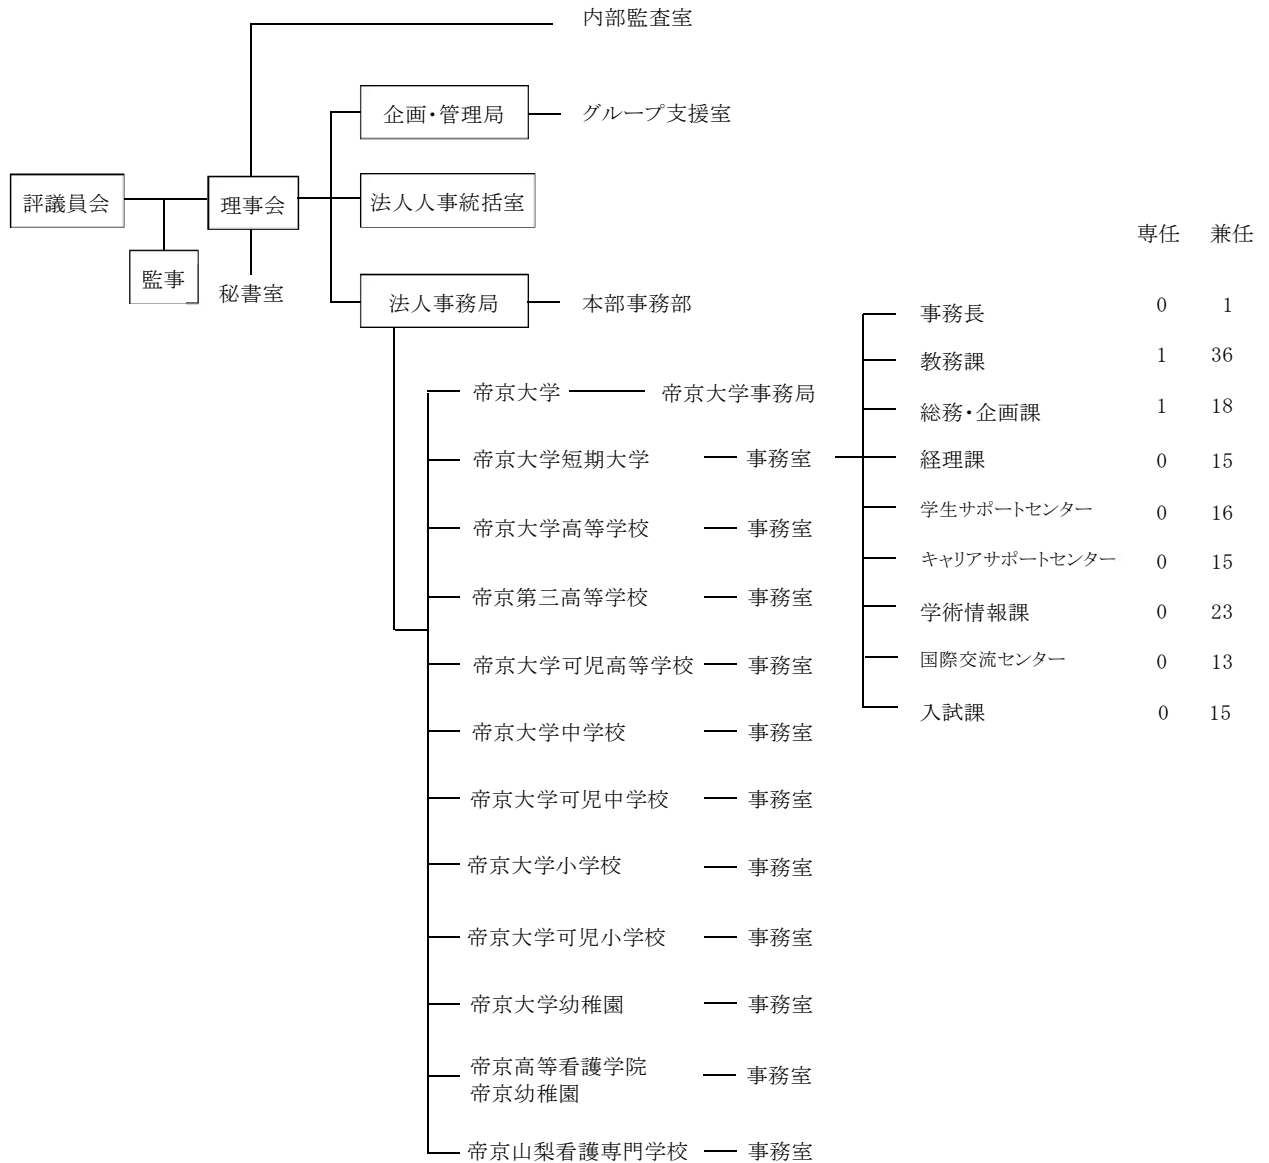 内部監査室
企画・管理局 グループ支援室
評議員会 理事会 法人人事統括室
専任 兼任
監事 秘書室 法人事務局 本部事務部
事務長 0 1
教務課 1 36
帝京大学 帝京大学事務局 総務・企画課 1 18
帝京大学短期大学 事務室 経理課 0 15
学生サポートセンター 0 16
帝京大学高等学校 事務室
キャリアサポートセンター 0 15
帝京第三高等学校 事務室 学術情報課 0 23
帝京大学可児高等学校 事務室 国際交流センター 0 13
入試課 0 15
帝京大学中学校 事務室
帝京大学可児中学校 事務室
帝京大学小学校 事務室
帝京大学可児小学校 事務室
帝京大学幼稚園 事務室
帝京高等看護学院 事務室
帝京幼稚園
帝京山梨看護専門学校 事務室